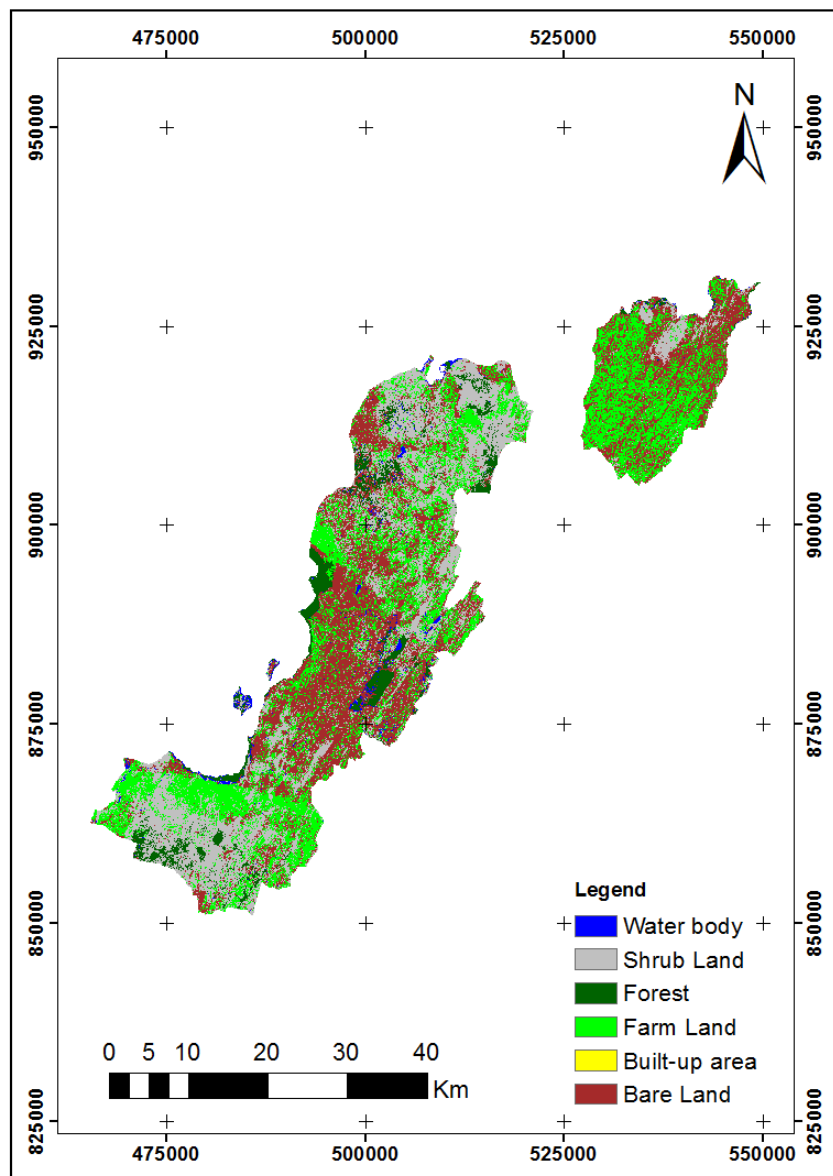 475000 500000 525000 550000
N
950000 950000
925000 925000
900000 900000
875000 875000
850000 850000
825000 825000
Legend
Water body
Shrub Land
Forest
Farm Land
Built-up area
Bare Land
0 5 10 20 30 40
Km
475000 500000 525000 550000